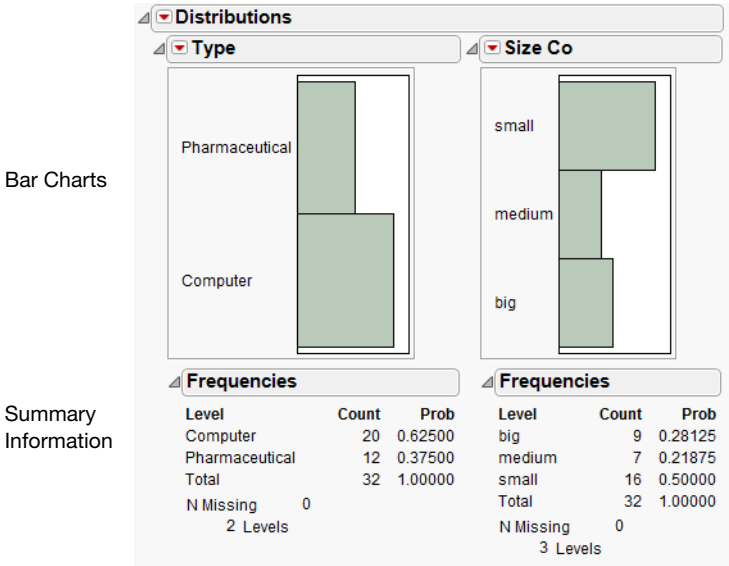 Distributions
Type
Pharmaceutical
Computer
Frequencies
Level Count Prob
Computer 20 0.62500
Pharmaceutical 12 0.37500
Total 32 1.00000
N Missing 0
2 Levels
Size Co
small
medium
big
Frequencies
Level Count Prob
big 9 0.28125
medium 7 0.21875
small 16 0.50000
Total 32 1.00000
N Missing 0
3 Levels
Bar Charts
Summary
Information